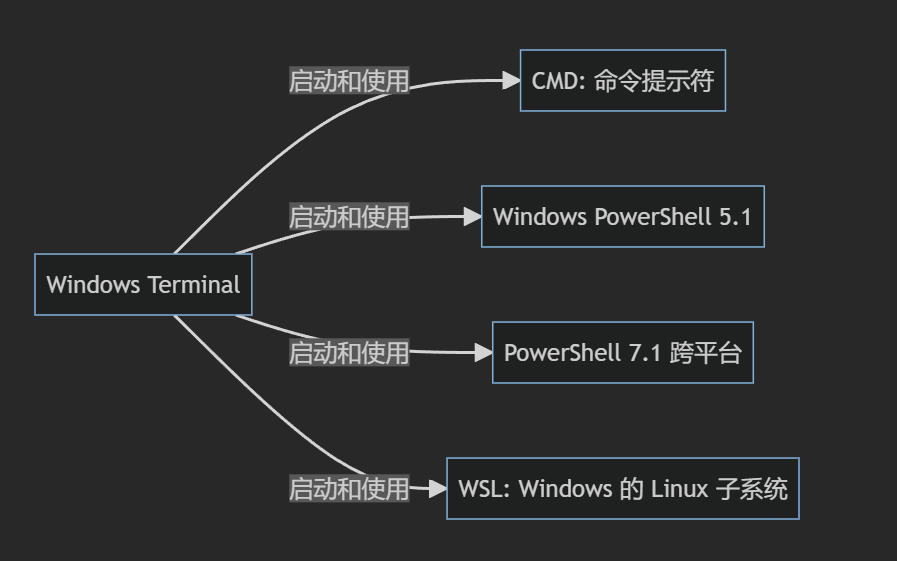 启动和使用
CMD: 命令提示符
启动和使用
Windows PowerShell 5.1
Windows Terminal
启动和使用
PowerShell 7.1 跨平台
启动和使用
WSL: Windows 的 Linux 子系统